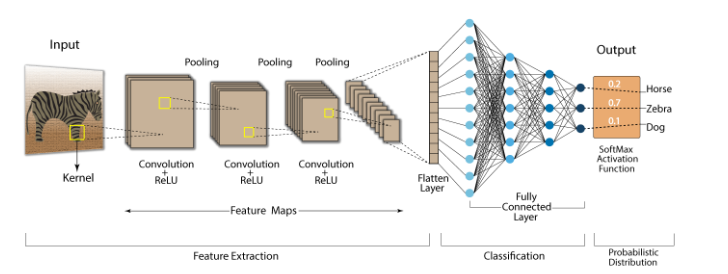 Input
Pooling
Pooling
Pooling
Output
0.2
Horse
0.7
Zebra
0.1
Dog
Kernel
Convolution
+
ReLU
Convolution
+
ReLU
Convolution
+
ReLU
Flatten
Layer
SoftMax
Activation
Function
Fully
Connected
Layer
Feature Maps
Feature Extraction
Classification
Probabilistic
Distribution